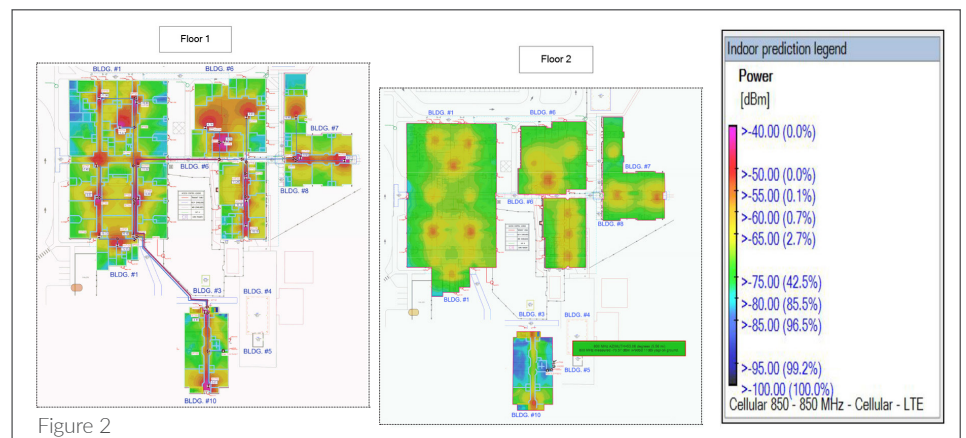 Floor 1
BLDG. #1
BLDG. #6
BLDG. #7
BLDG. #6
BLDG. #8
BLDG. #1
BLDG. #3
BLDG. #4
BLDG. #5
BLDG. #10
Floor 2
BLDG. #1
BLDG. #6
BLDG. #7
BLDG. #6
BLDG. #8
BLDG. #1
BLDG. #3
BLDG. #4
BLDG. #5
BLDG. #10
Indoor prediction legend
Power
[dBm]
>-40.00 (0.0%)
>-50.00 (0.0%)
>-55.00 (0.1%)
>-60.00 (0.7%)
>-65.00 (2.7%)
>-75.00 (42.5%)
>-80.00 (85.5%)
>-85.00 (96.5%)
>-95.00 (99.2%)
>-100.00 (100.0%)
Cellular 850 - 850 MHz - Cellular - LTE
Figure 2